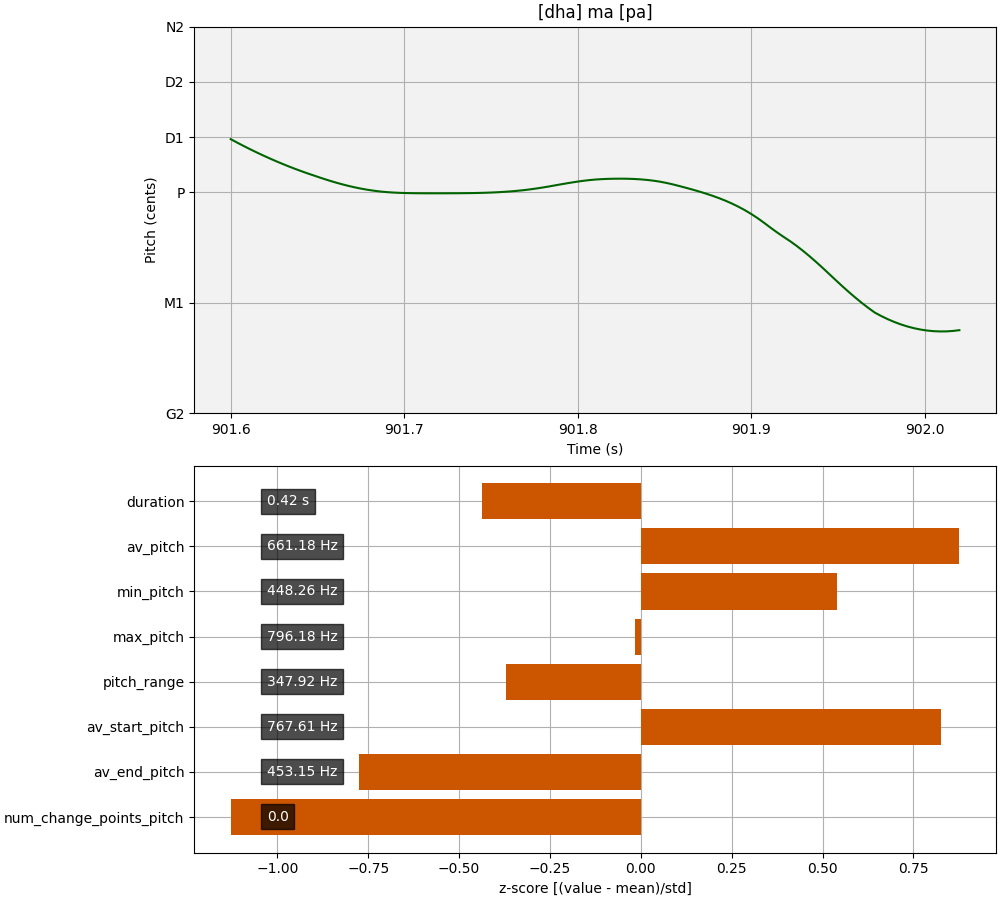 [dha] ma [pa]
N2
D2
D1
P
M1
G2
Pitch (cents)
901.6 901.7 901.8 901.9 902.0
Time (s)
duration 0.42 s
av_pitch 661.18 Hz
min_pitch 448.26 Hz
max_pitch 796.18 Hz
pitch_range 347.92 Hz
av_start_pitch 767.61 Hz
av_end_pitch 453.15 Hz
num_change_points_pitch 0.0
−1.00 −0.75 −0.50 −0.25 0.00 0.25 0.50 0.75
z-score [(value - mean)/std]